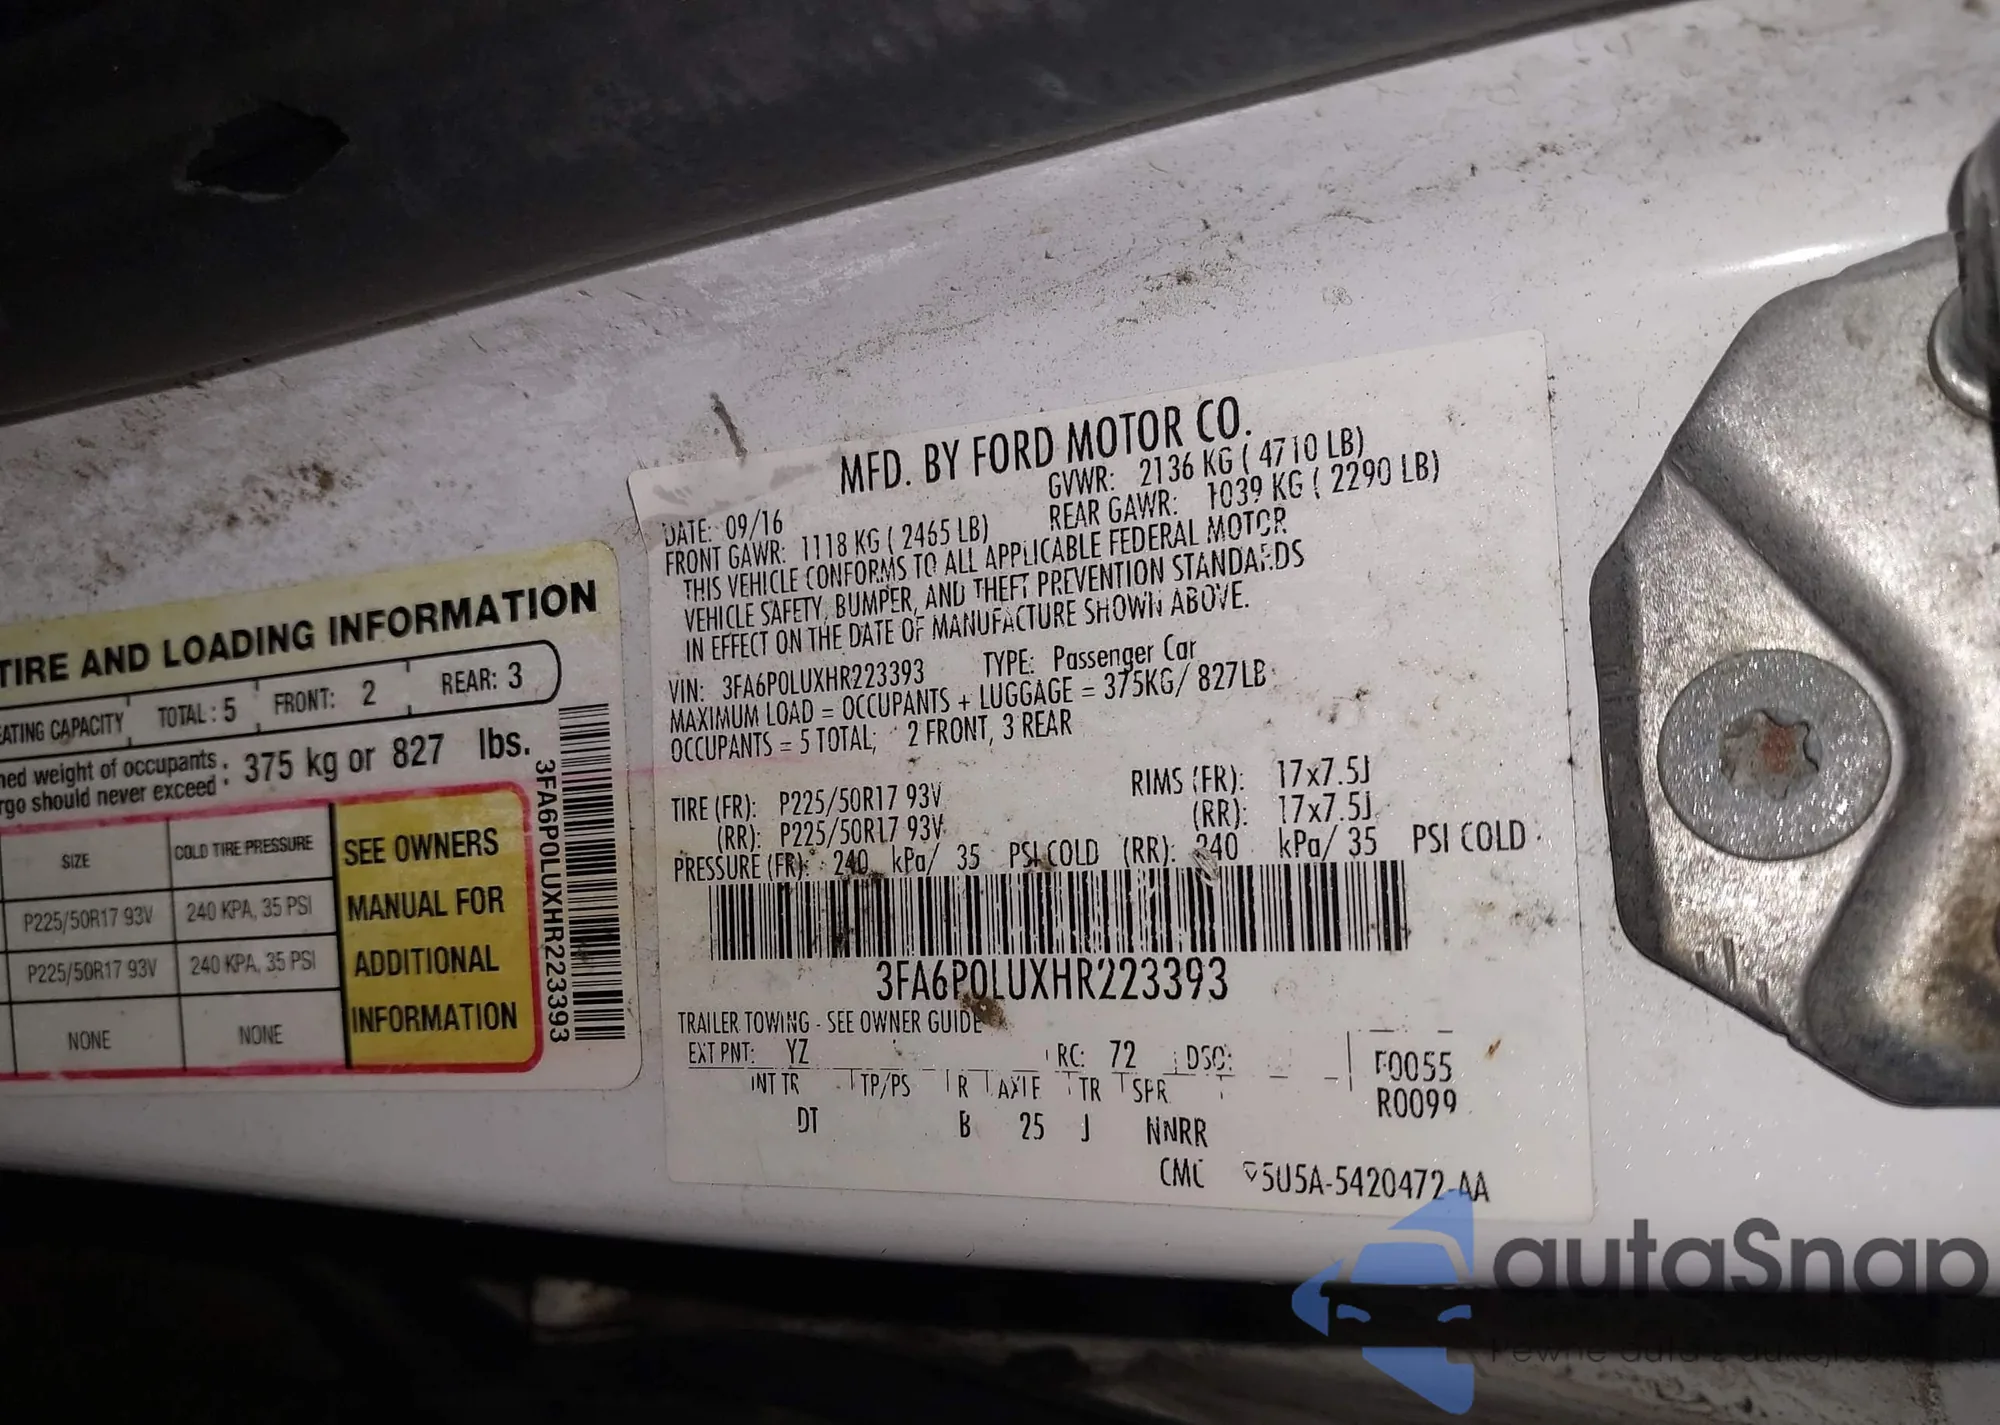 TIRE AND LOADING INFORMATION
ATING CAPACITY TOTAL: 5 FRONT: 2 REAR: 3
ned weight of occupants
rgo should never exceed: 375 kg or 827 lbs.
SIZE COLD TIRE PRESSURE
P225/50R17 93V 240 KPA, 35 PSI
P225/50R17 93V 240 KPA, 35 PSI
NONE NONE
SEE OWNERS
MANUAL FOR
ADDITIONAL
INFORMATION
3FA6P0LUXHR223393
MFD. BY FORD MOTOR CO.
DATE: 09/16 GVWR: 2136 KG ( 4710 LB)
FRONT GAWR: 1118 KG ( 2465 LB) REAR GAWR: 1039 KG ( 2290 LB)
THIS VEHICLE CONFORMS TO ALL APPLICABLE FEDERAL MOTOR
VEHICLE SAFETY, BUMPER, AND THEFT PREVENTION STANDARDS
IN EFFECT ON THE DATE OF MANUFACTURE SHOWN ABOVE.
VIN: 3FA6P0LUXHR223393 TYPE: Passenger Car
MAXIMUM LOAD = OCCUPANTS + LUGGAGE = 375KG/ 827LB
OCCUPANTS = 5 TOTAL; 2 FRONT, 3 REAR
TIRE (FR): P225/50R17 93V RIMS (FR): 17x7.5J
(RR): P225/50R17 93V (RR): 17x7.5J
PRESSURE (FR): 240 kPa/ 35 PSI COLD (RR): 240 kPa/ 35 PSI COLD
3FA6P0LUXHR223393
TRAILER TOWING - SEE OWNER GUIDE
EXT PNT: YZ RC: 72 DSO:
INT TR TP/PS R AXLE TR SPR
DT B 25 J NNRR
F0055
R0099
CMC 5U5A-5420472-AA
autaSnap